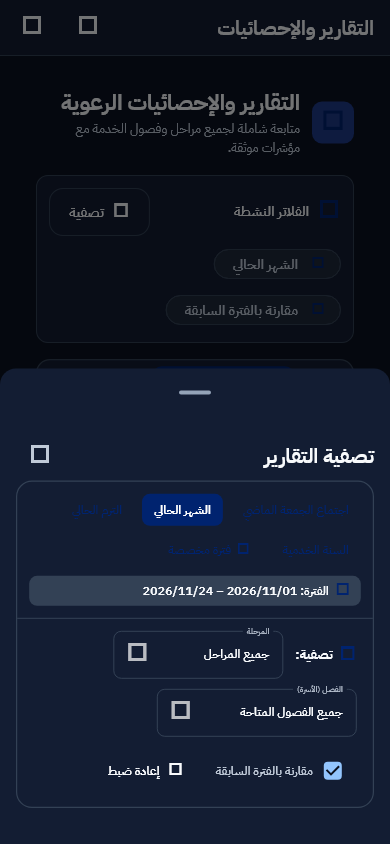 التقارير والإحصائيات
التقارير والإحصائيات الرعوية
متابعة شاملة لجميع مراحل وفصول الخدمة مع
مؤشرات موثقة.
الفلاتر النشطة
تصفية
الشهر الحالي
مقارنة بالفترة السابقة
تصفية التقارير
الشهر الحالي
الفترة: 2026/11/01 – 2026/11/24
تصفية:
المرحلة
جميع المراحل
الفصل (الأسرة)
جميع الفصول المتاحة
مقارنة بالفترة السابقة
إعادة ضبط